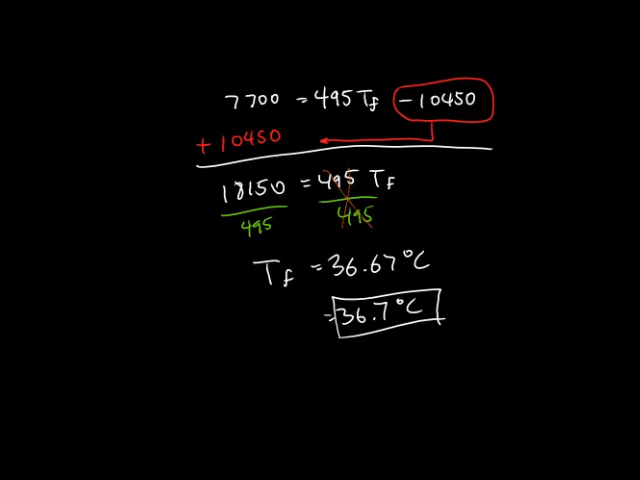 7700 = 495 Tf − 10450
+ 10450
18150 = 495 Tf
495 495
Tf = 36.67°C
= 36.7°C